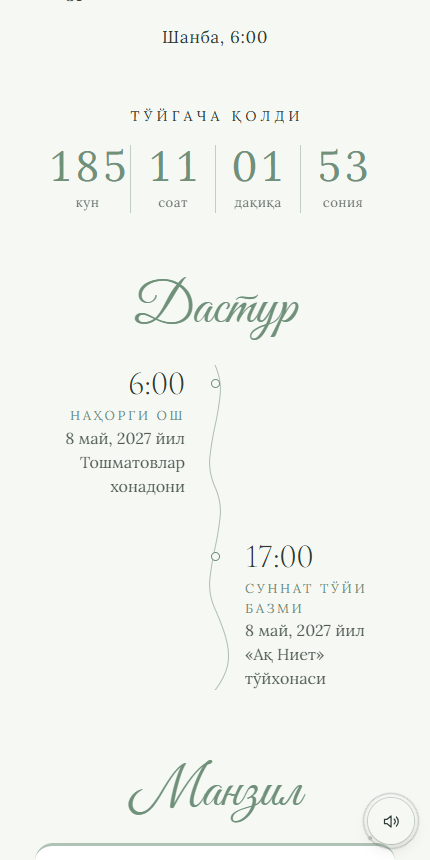 Шанба, 6:00
ТЎЙГАЧА ҚОЛДИ
185 11 01 53
кун соат дақиқа сония
Дастур
6:00
НАҲОРГИ ОШ
8 май, 2027 йил
Тошматовлар
хонадони
17:00
СУННАТ ТЎЙИ
БАЗМИ
8 май, 2027 йил
«Ақ Ниет»
тўйхонаси
Манзил